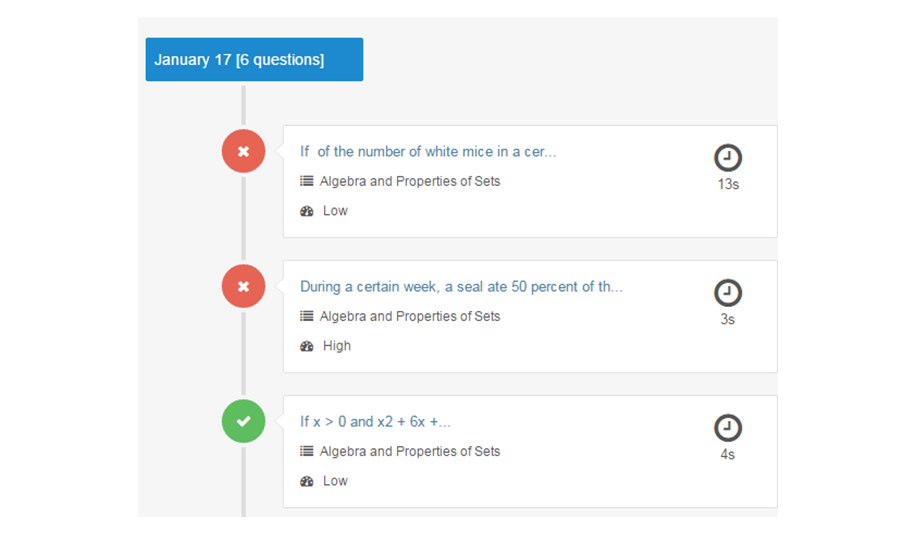 January 17 [6 questions]
If  of the number of white mice in a cer...
Algebra and Properties of Sets
13s
Low
During a certain week, a seal ate 50 percent of th...
Algebra and Properties of Sets
3s
High
If x > 0 and x2 + 6x +...
Algebra and Properties of Sets
4s
Low